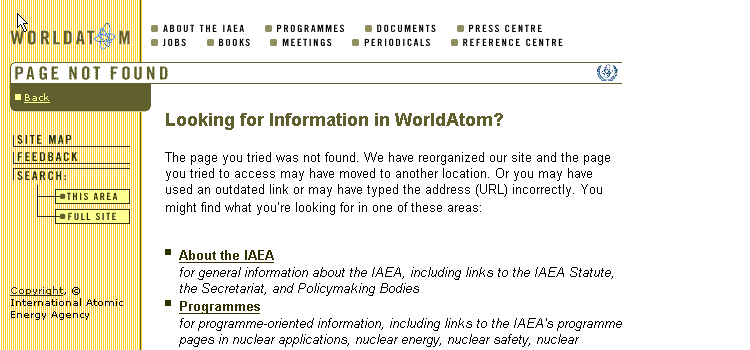 WORLDATOM
ABOUT THE IAEA PROGRAMMES DOCUMENTS PRESS CENTRE
JOBS BOOKS MEETINGS PERIODICALS REFERENCE CENTRE
PAGE NOT FOUND
Back
SITE MAP
FEEDBACK
SEARCH:
THIS AREA
FULL SITE
Copyright, ©
International Atomic
Energy Agency
Looking for Information in WorldAtom?
The page you tried was not found. We have reorganized our site and the page
you tried to access may have moved to another location. Or you may have
used an outdated link or may have typed the address (URL) incorrectly. You
might find what you're looking for in one of these areas:
About the IAEA
for general information about the IAEA, including links to the IAEA Statute,
the Secretariat, and Policymaking Bodies
Programmes
for programme-oriented information, including links to the IAEA's programme
pages in nuclear applications, nuclear energy, nuclear safety, nuclear